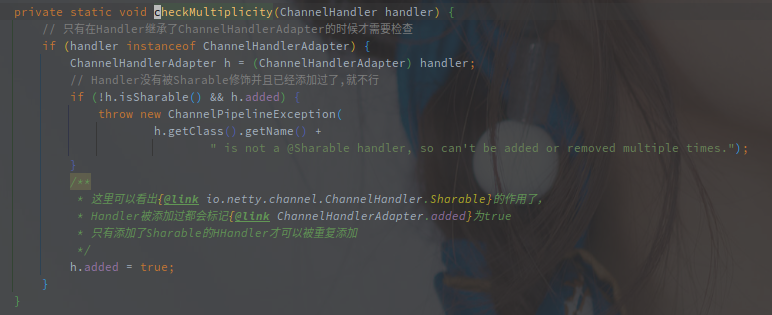 private static void checkMultiplicity(ChannelHandler handler) {
// 只有在Handler继承了ChannelHandlerAdapter的时候才需要检查
if (handler instanceof ChannelHandlerAdapter) {
ChannelHandlerAdapter h = (ChannelHandlerAdapter) handler;
// Handler没有被Sharable修饰并且已经添加过了,就不行
if (!h.isSharable() && h.added) {
throw new ChannelPipelineException(
h.getClass().getName() +
" is not a @Sharable handler, so can't be added or removed multiple times.");
}
/**
* 这里可以看出{@link io.netty.channel.ChannelHandler.Sharable}的作用了,
* Handler被添加过都会标记{@link ChannelHandlerAdapter.added}为true
* 只有添加了Sharable的HHandler才可以被重复添加
*/
h.added = true;
}
}